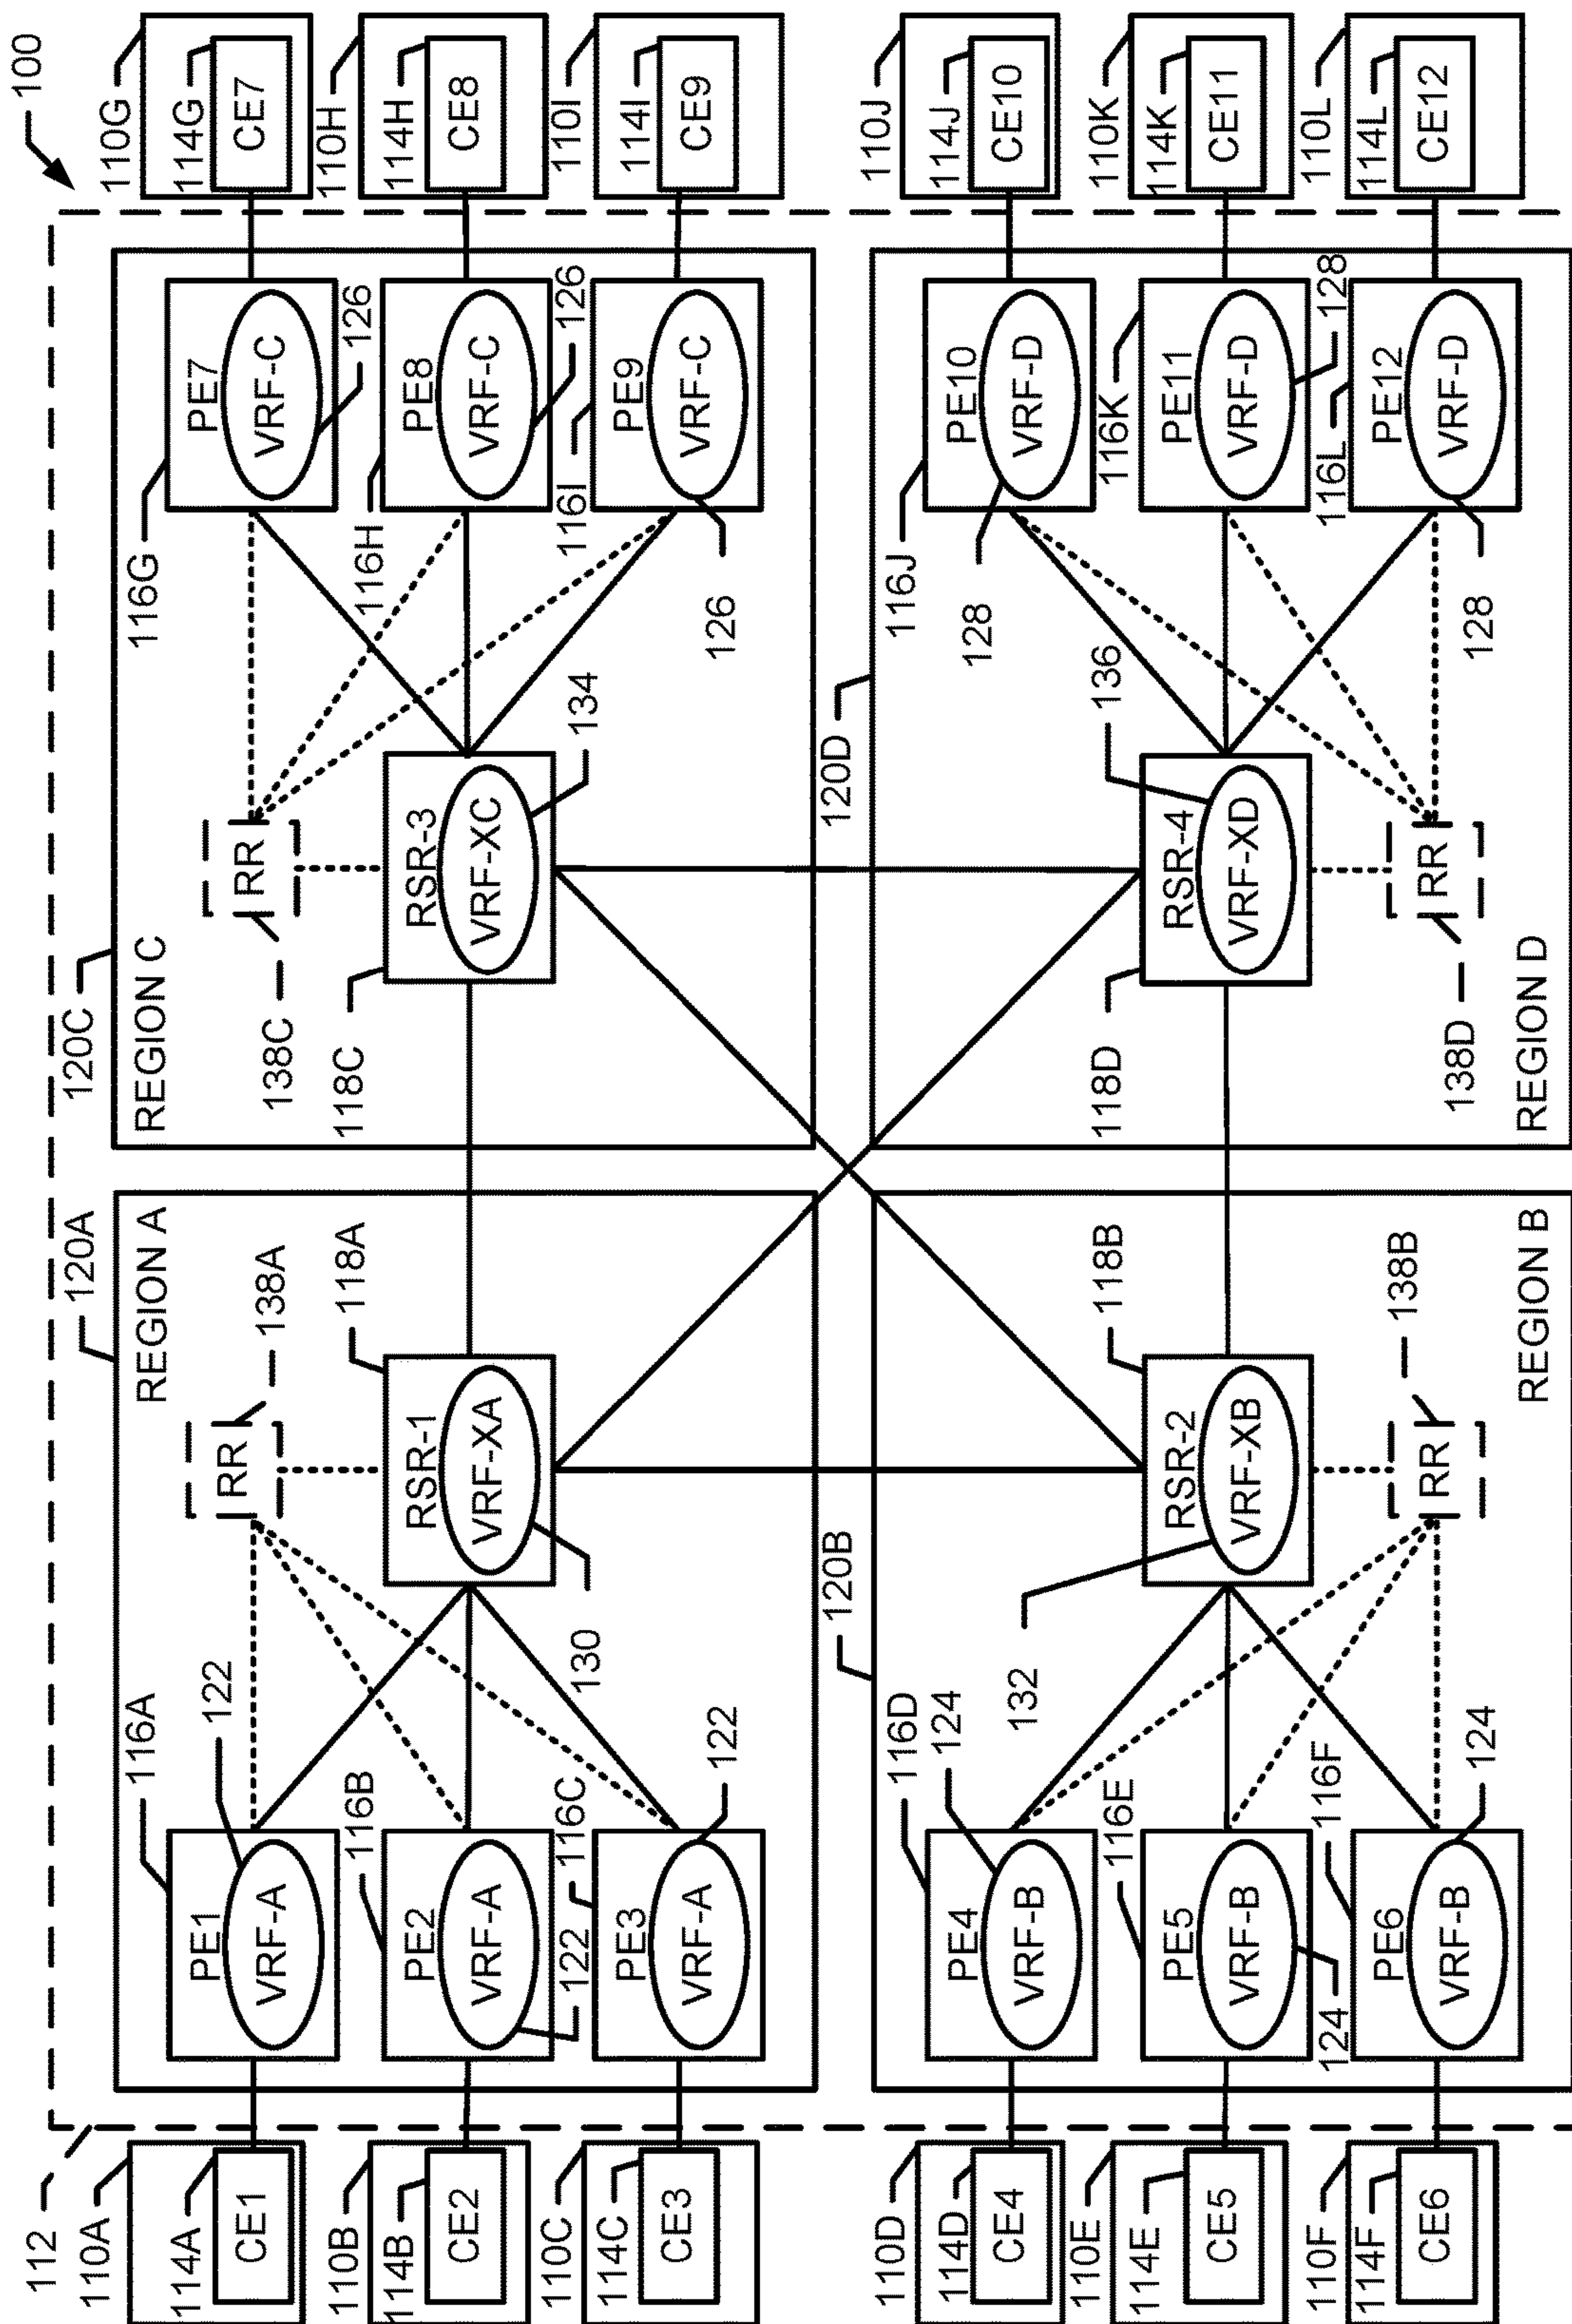 100
112
120A
120C
110A
114A
CE1
110B
114B
CE2
110C
114C
CE3
REGION A
116A
122
PE1
VRF-A
116B
PE2
VRF-A
122
116C
PE3
VRF-A
122
138A
RR
118A
RSR-1
VRF-XA
130
REGION C
138C
RR
118C
RSR-3
VRF-XC
134
116G
PE7
VRF-C
126
116H
PE8
VRF-C
126
116I
PE9
VRF-C
126
110G
114G
CE7
110H
114H
CE8
110I
114I
CE9
120B
120D
110D
114D
CE4
110E
114E
CE5
110F
114F
CE6
116D
124
PE4
VRF-B
116E
PE5
VRF-B
124
116F
PE6
VRF-B
124
132
118B
RSR-2
VRF-XB
138B
RR
REGION B
118D
136
RSR-4
VRF-XD
138D
RR
REGION D
116J
PE10
VRF-D
128
116K
PE11
VRF-D
128
116L
PE12
VRF-D
128
110J
114J
CE10
110K
114K
CE11
110L
114L
CE12